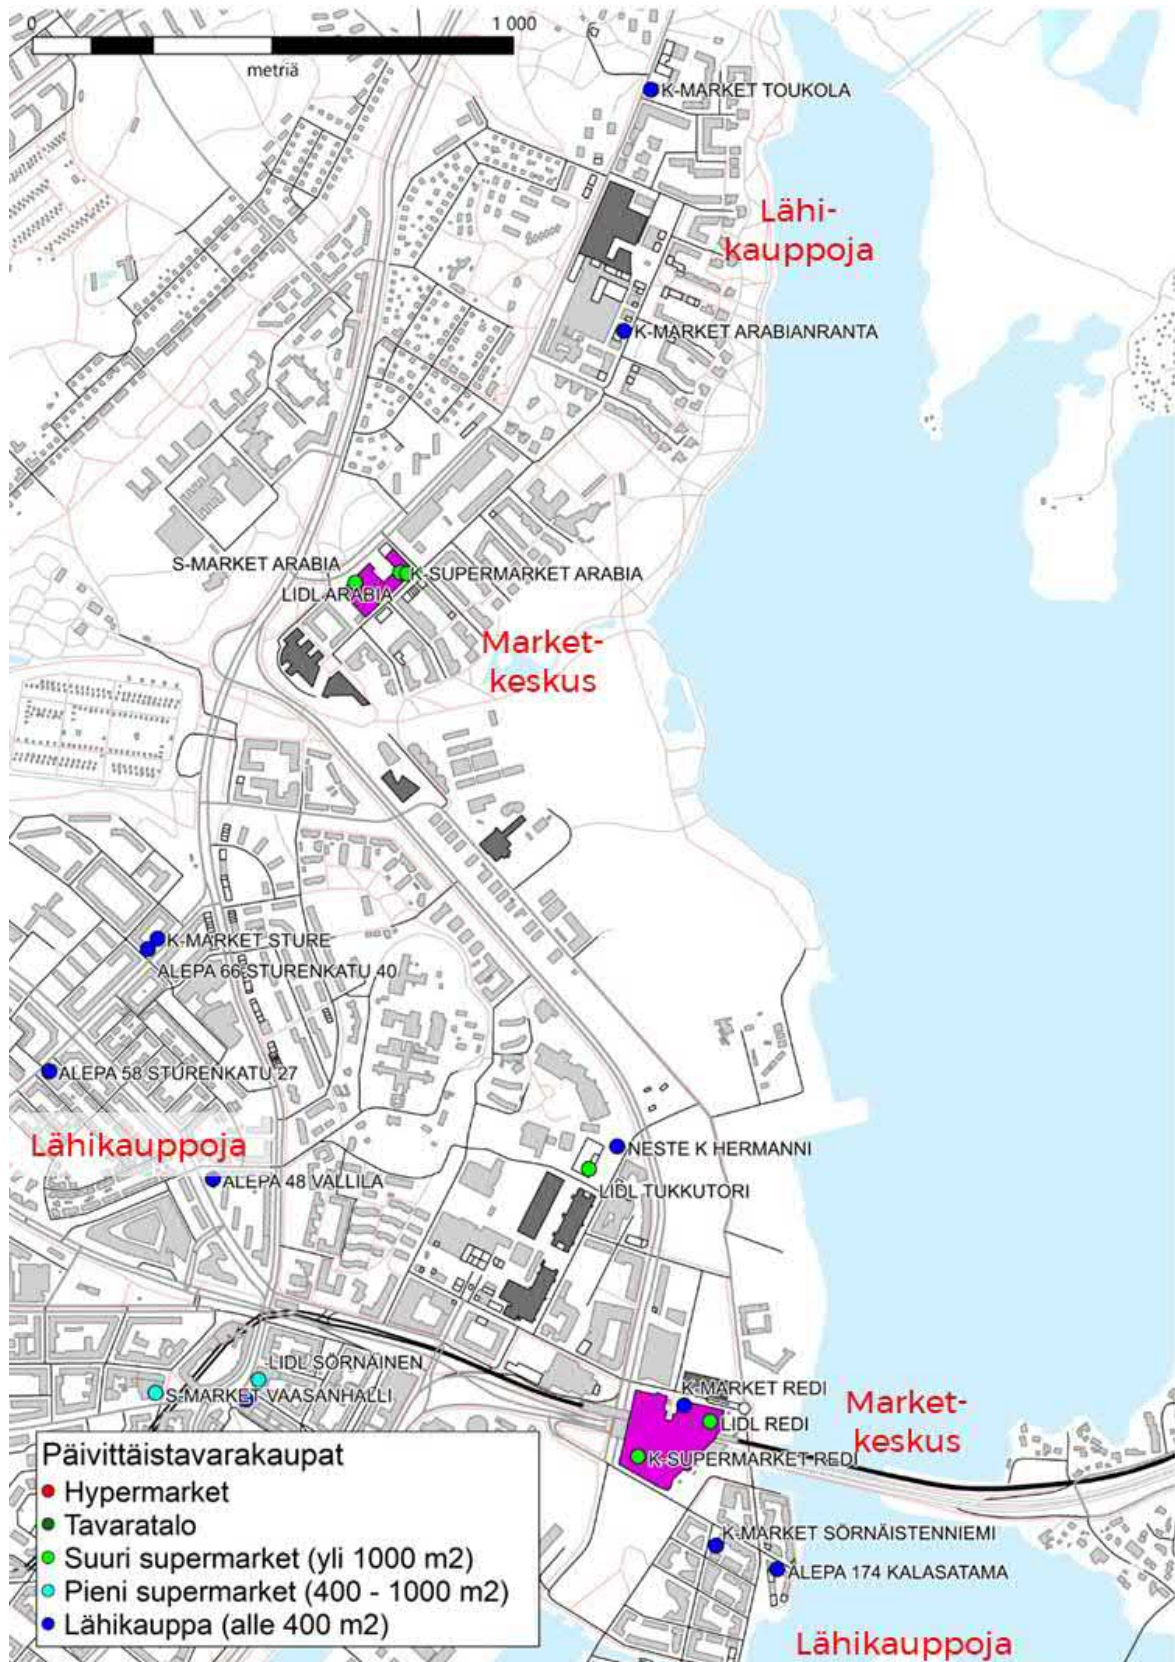 0 1 000
metriä
K-MARKET TOUKOLA
Lähi-
kauppoja
K-MARKET ARABIANRANTA
S-MARKET ARABIA
K-SUPERMARKET ARABIA
LIDL ARABIA
Market-
keskus
K-MARKET STURE
ALEPA 66 STURENKATU 40
ALEPA 58 STURENKATU 27
Lähikauppoja
NESTE K HERMANNI
ALEPA 48 VALLILA
LIDL TUKKUTORI
LIDL SÖRNÄINEN
S-MARKET VAASANHALLI
K-MARKET REDI
LIDL REDI
Market-
keskus
K-SUPERMARKET REDI
Päivittäistavarakaupat
Hypermarket
Tavaratalo
Suuri supermarket (yli 1000 m2)
Pieni supermarket (400 - 1000 m2)
Lähikauppa (alle 400 m2)
K-MARKET SÖRNÄISTENNIEMI
ALEPA 174 KALASATAMA
Lähikauppoja